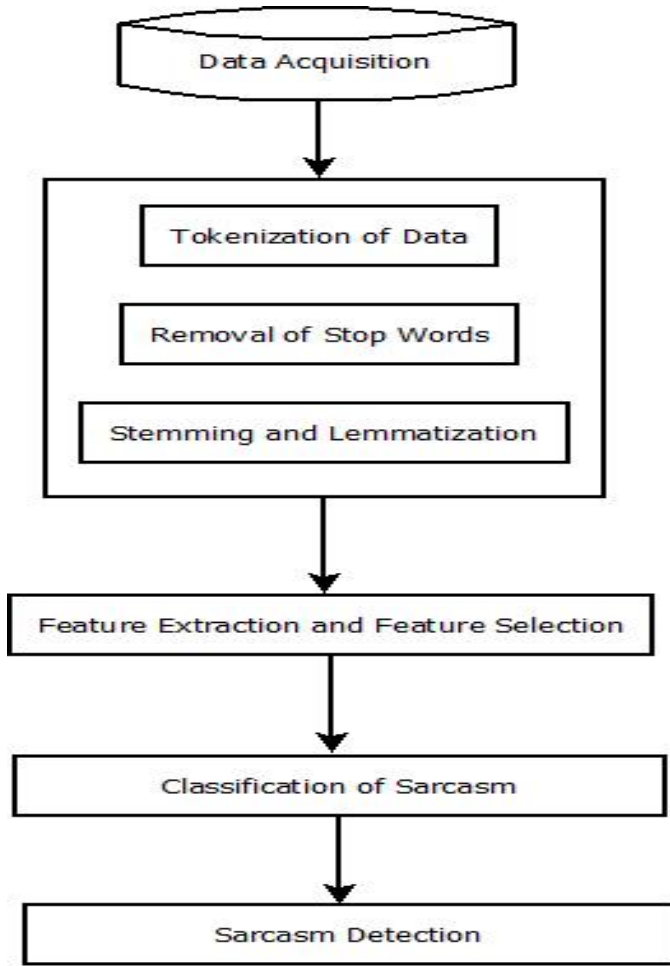 Data Acquisition
Tokenization of Data
Removal of Stop Words
Stemming and Lemmatization
Feature Extraction and Feature Selection
Classification of Sarcasm
Sarcasm Detection